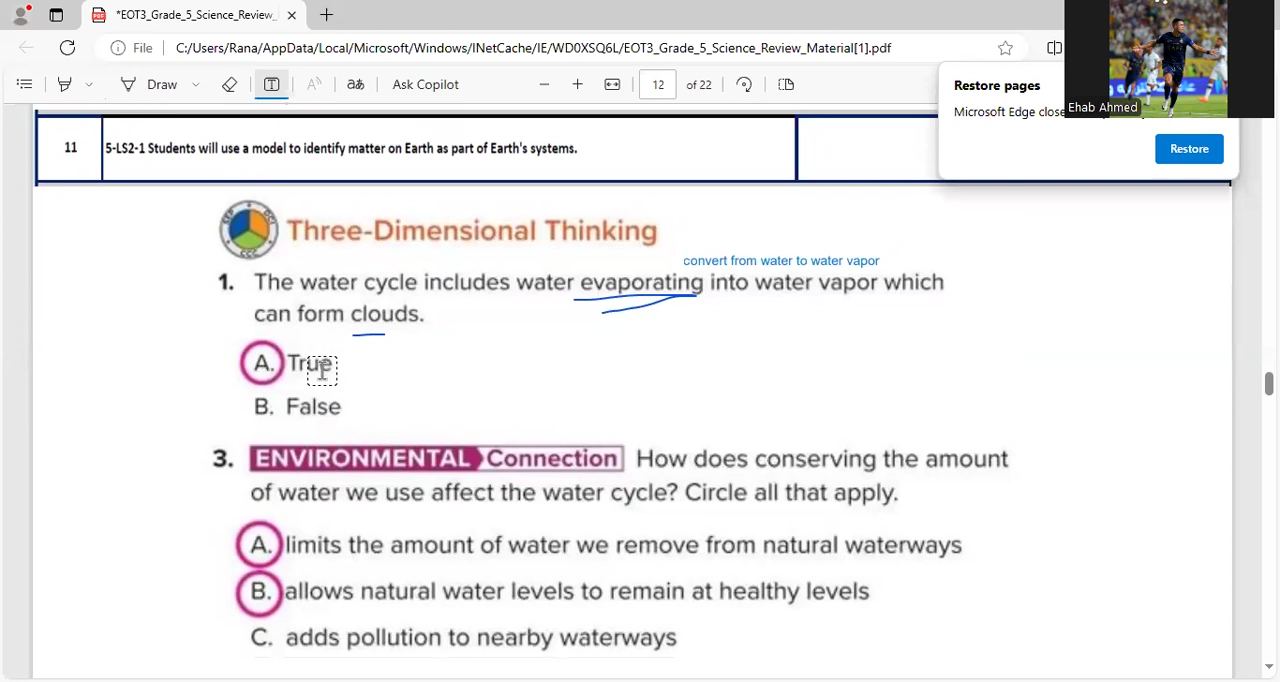 *EOT3_Grade_5_Science_Review_
File
C:/Users/Rana/AppData/Local/Microsoft/Windows/INetCache/IE/WD0XSQ6L/EOT3_Grade_5_Science_Review_Material[1].pdf
Draw
aあ
Ask Copilot
12 of 22
Restore pages
Microsoft Edge close
Restore
Ehab Ahmed
11
5-LS2-1 Students will use a model to identify matter on Earth as part of Earth's systems.
SEP DCI CCC
Three-Dimensional Thinking
convert from water to water vapor
1. The water cycle includes water evaporating into water vapor which
can form clouds.
A. True
B. False
3. ENVIRONMENTAL Connection How does conserving the amount
of water we use affect the water cycle? Circle all that apply.
A. limits the amount of water we remove from natural waterways
B. allows natural water levels to remain at healthy levels
C. adds pollution to nearby waterways